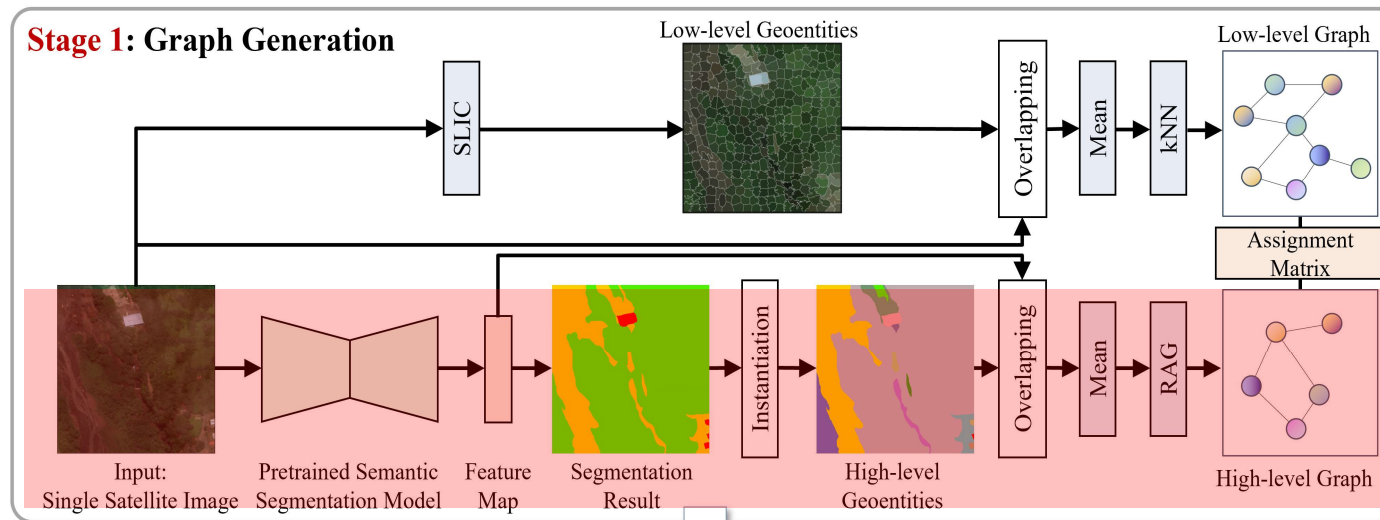 Stage 1: Graph Generation
Low-level Geoentities
Low-level Graph
SLIC
Overlapping
Mean
kNN
Assignment
Matrix
Instantiation
Overlapping
Mean
RAG
Input:
Single Satellite Image
Pretrained Semantic
Segmentation Model
Feature
Map
Segmentation
Result
High-level
Geoentities
High-level Graph